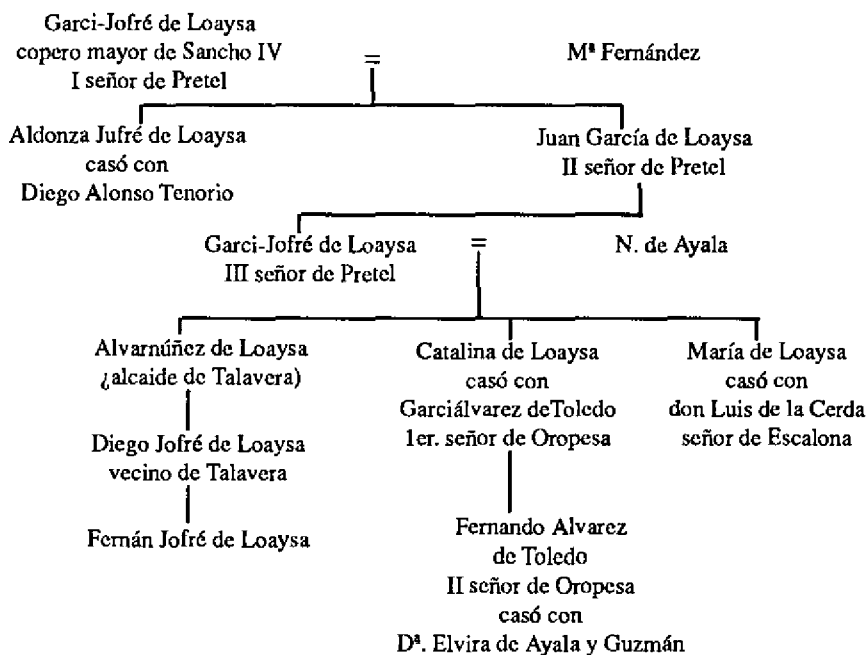 Garci-Jofré de Loaysa
copero mayor de Sancho IV
I señor de Pretel
=
Mª Fernández
Aldonza Jufré de Loaysa
casó con
Diego Alonso Tenorio
Juan García de Loaysa
II señor de Pretel
Garci-Jofré de Loaysa
III señor de Pretel
=
N. de Ayala
Alvarnúñez de Loaysa
¿alcaide de Talavera)
Diego Jofré de Loaysa
vecino de Talavera
Fernán Jofré de Loaysa
Catalina de Loaysa
casó con
Garciálvarez deToledo
1er. señor de Oropesa
Fernando Alvarez
de Toledo
II señor de Oropesa
casó con
Dª. Elvira de Ayala y Guzmán
María de Loaysa
casó con
don Luis de la Cerda
señor de Escalona